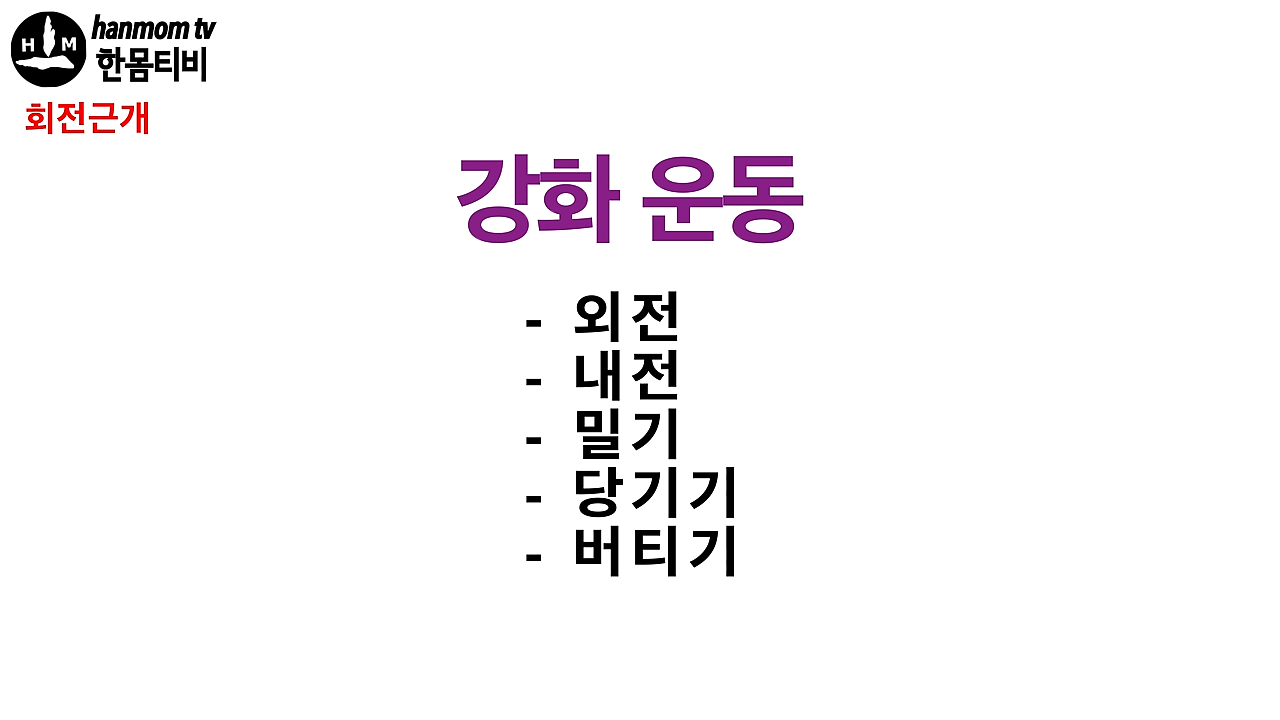 H M
hanmom tv
한몸티비
회전근개
강화 운동
- 외전
- 내전
- 밀기
- 당기기
- 버티기